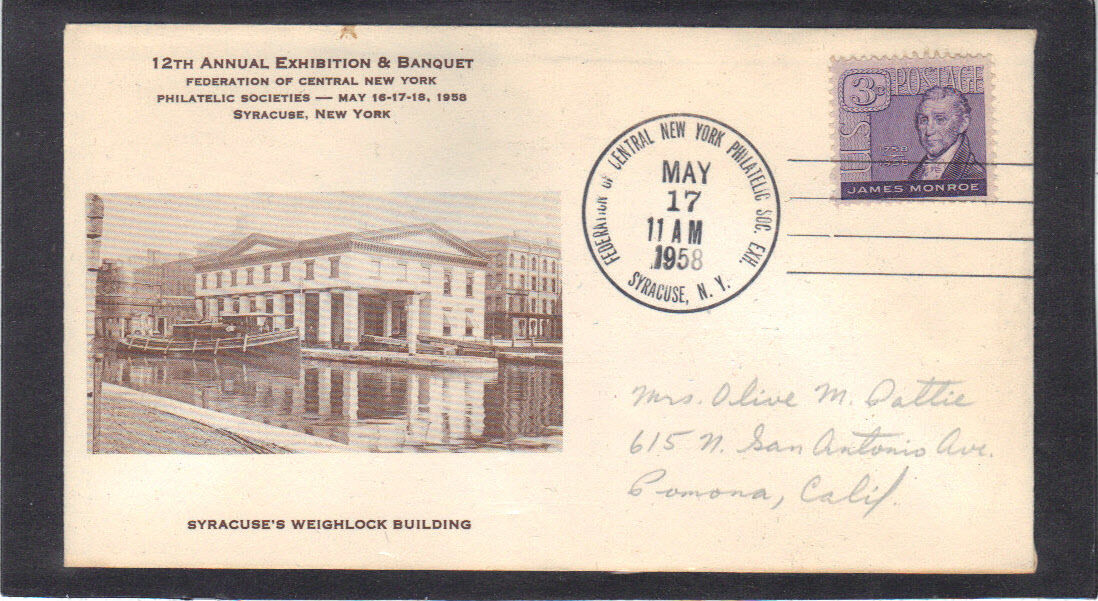 12TH ANNUAL EXHIBITION & BANQUET
FEDERATION OF CENTRAL NEW YORK
PHILATELIC SOCIETIES — MAY 16-17-18, 1958
SYRACUSE, NEW YORK
3¢ POSTAGE
U.S.
1758
1958
JAMES MONROE
FEDERATION OF CENTRAL NEW YORK PHILATELIC SOC. EXH.
MAY
17
11 AM
1958
SYRACUSE, N. Y.
Mrs. Olive M. Pattie
615 N. San Antonio Ave.
Pomona, Calif.
SYRACUSE'S WEIGHLOCK BUILDING